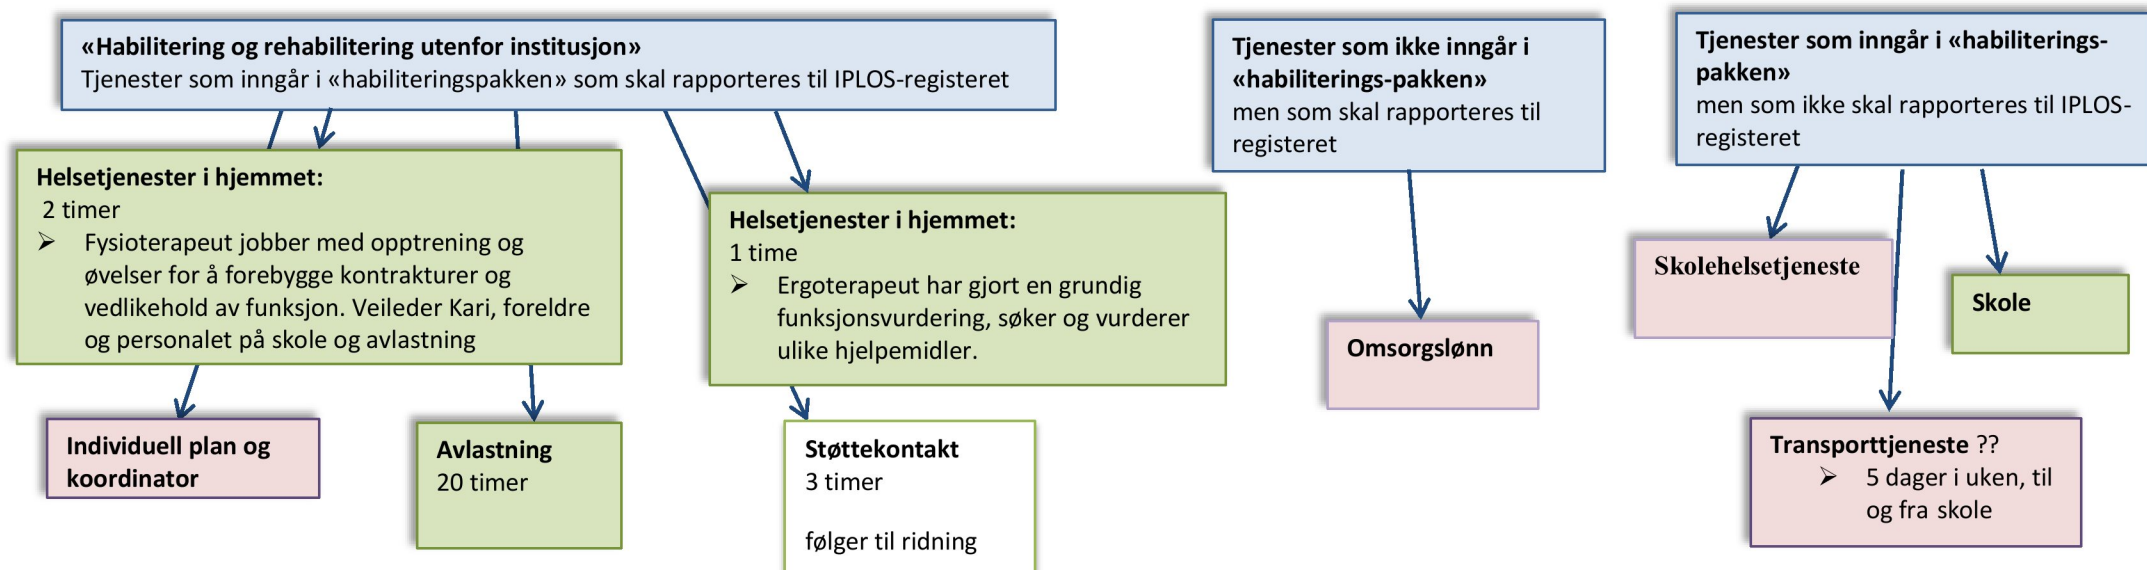 «Habilitering og rehabilitering utenfor institusjon»
Tjenester som inngår i «habiliteringspakken» som skal rapporteres til IPLOS-registeret
Tjenester som ikke inngår i
«habiliterings-pakken»
men som skal rapporteres til
registeret
Tjenester som inngår i «habiliterings-
pakken»
men som ikke skal rapporteres til IPLOS-
registeret
Helsetjenester i hjemmet:
2 timer
➢ Fysioterapeut jobber med opptrening og
øvelser for å forebygge kontrakturer og
vedlikehold av funksjon. Veileder Kari, foreldre
og personalet på skole og avlastning
Helsetjenester i hjemmet:
1 time
➢ Ergoterapeut har gjort en grundig
funksjonsvurdering, søker og vurderer
ulike hjelpemidler.
Omsorgslønn
Skolehelsetjeneste
Skole
Individuell plan og
koordinator
Avlastning
20 timer
Støttekontakt
3 timer
følger til ridning
Transporttjeneste ??
➢ 5 dager i uken, til
og fra skole